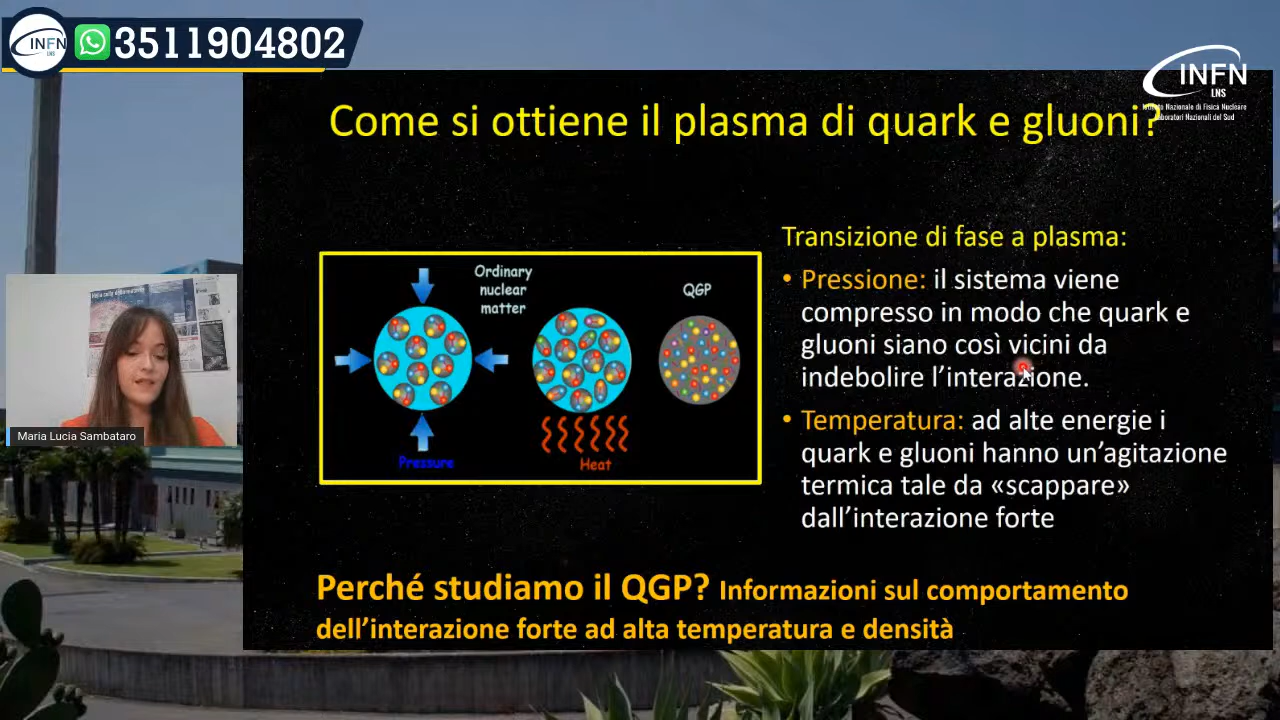 INFN
LNS
3511904802
INFN
LNS
Istituto Nazionale di Fisica Nucleare
Laboratori Nazionali del Sud
Come si ottiene il plasma di quark e gluoni?
Ordinary
nuclear
matter
QGP
Pressure
Heat
Transizione di fase a plasma:
• Pressione: il sistema viene
compresso in modo che quark e
gluoni siano così vicini da
indebolire l’interazione.
• Temperatura: ad alte energie i
quark e gluoni hanno un’agitazione
termica tale da «scappare»
dall’interazione forte
Maria Lucia Sambataro
Perché studiamo il QGP? Informazioni sul comportamento
dell’interazione forte ad alta temperatura e densità